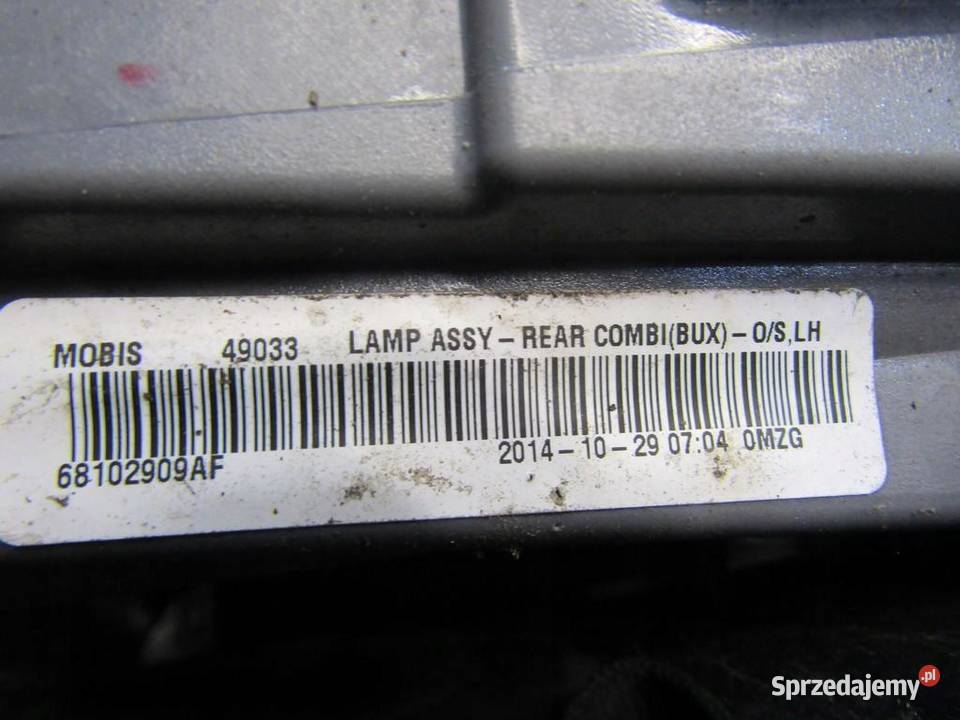 MOBIS 49033 LAMP ASSY-REAR COMBI(BUX)-O/S,LH
68102909AF 2014-10-29 07:04 0MZG
Sprzedajemy.pl